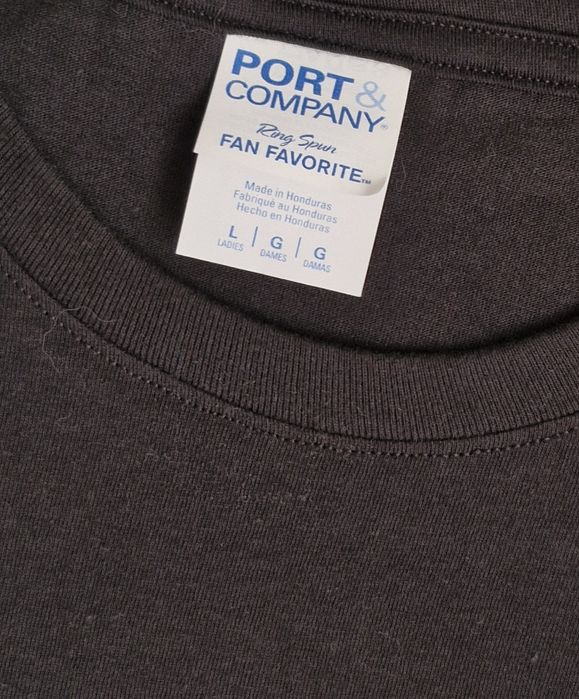 PORT &
COMPANY®
Ring Spun
FAN FAVORITE™
Made in Honduras
Fabriqué au Honduras
Hecho en Honduras
L | G | G
LADIES DAMES DAMAS